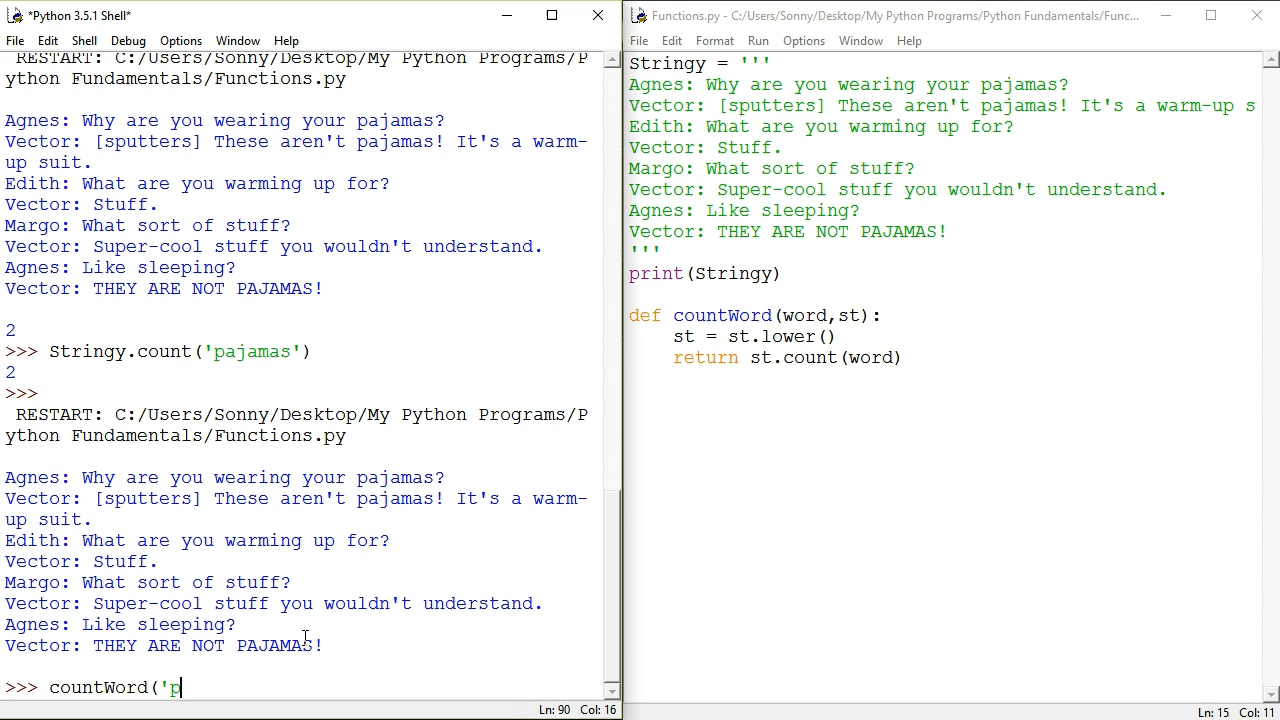 *Python 3.5.1 Shell*
File Edit Shell Debug Options Window Help
RESTART: C:/Users/Sonny/Desktop/My Python Programs/P
ython Fundamentals/Functions.py
Agnes: Why are you wearing your pajamas?
Vector: [sputters] These aren't pajamas! It's a warm-
up suit.
Edith: What are you warming up for?
Vector: Stuff.
Margo: What sort of stuff?
Vector: Super-cool stuff you wouldn't understand.
Agnes: Like sleeping?
Vector: THEY ARE NOT PAJAMAS!
2
>>> Stringy.count('pajamas')
2
>>>
RESTART: C:/Users/Sonny/Desktop/My Python Programs/P
ython Fundamentals/Functions.py
Agnes: Why are you wearing your pajamas?
Vector: [sputters] These aren't pajamas! It's a warm-
up suit.
Edith: What are you warming up for?
Vector: Stuff.
Margo: What sort of stuff?
Vector: Super-cool stuff you wouldn't understand.
Agnes: Like sleeping?
Vector: THEY ARE NOT PAJAMAS!
>>> countWord('p
Ln: 90 Col: 16
Functions.py - C:/Users/Sonny/Desktop/My Python Programs/Python Fundamentals/Func...
File Edit Format Run Options Window Help
Stringy = '''
Agnes: Why are you wearing your pajamas?
Vector: [sputters] These aren't pajamas! It's a warm-up s
Edith: What are you warming up for?
Vector: Stuff.
Margo: What sort of stuff?
Vector: Super-cool stuff you wouldn't understand.
Agnes: Like sleeping?
Vector: THEY ARE NOT PAJAMAS!
'''
print(Stringy)
def countWord(word,st):
    st = st.lower()
    return st.count(word)
Ln: 15 Col: 11